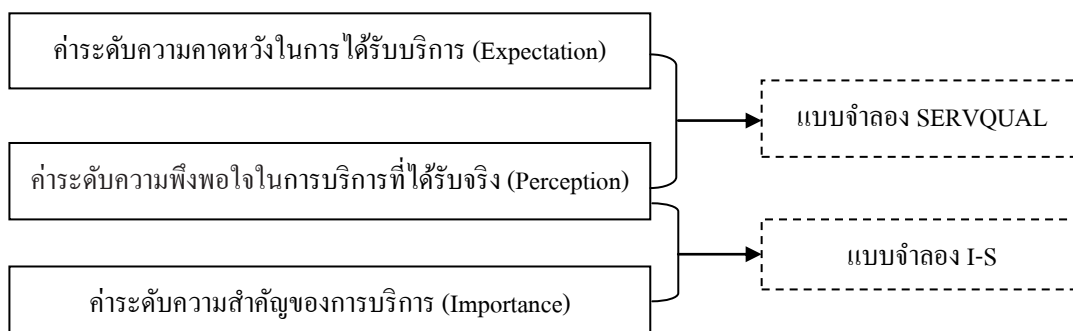 ค่าระดับความคาดหวังในการได้รับบริการ (Expectation)
แบบจำลอง SERVQUAL
ค่าระดับความพึงพอใจในการบริการที่ได้รับจริง (Perception)
แบบจำลอง I-S
ค่าระดับความสำคัญของการบริการ (Importance)